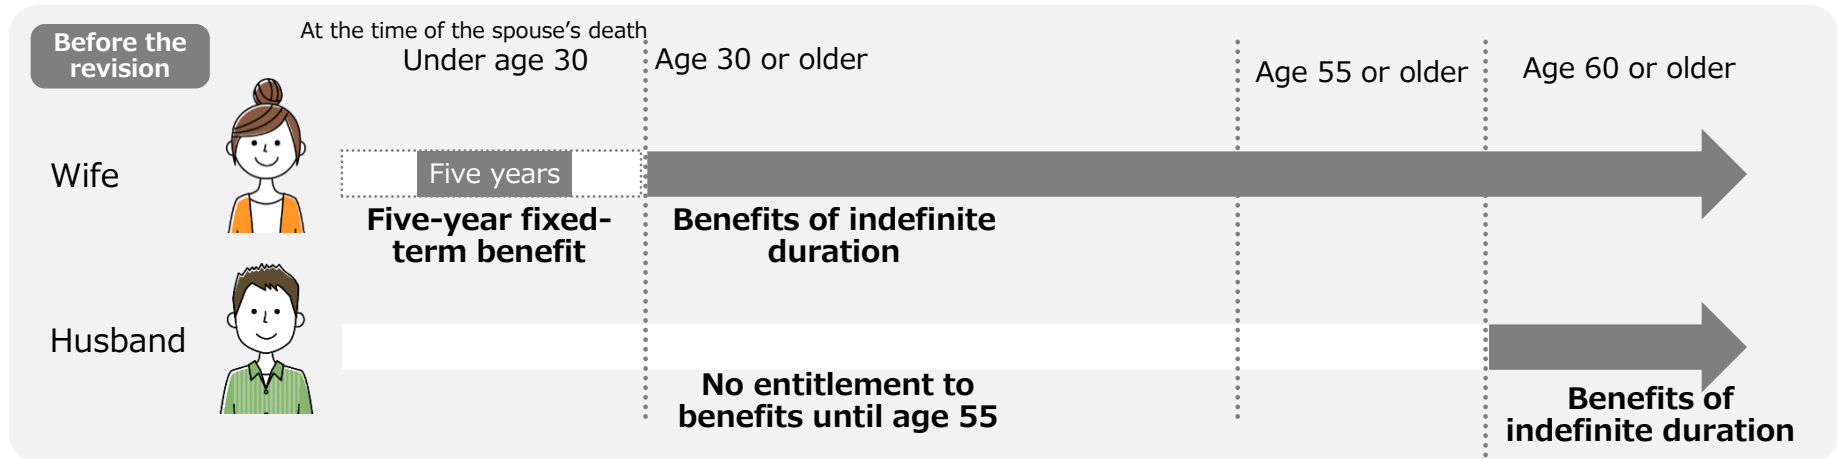 Before the
revision
At the time of the spouse’s death
Under age 30
Age 30 or older
Age 55 or older
Age 60 or older
Wife
Five years
Five-year fixed-
term benefit
Benefits of indefinite
duration
Husband
No entitlement to
benefits until age 55
Benefits of
indefinite duration